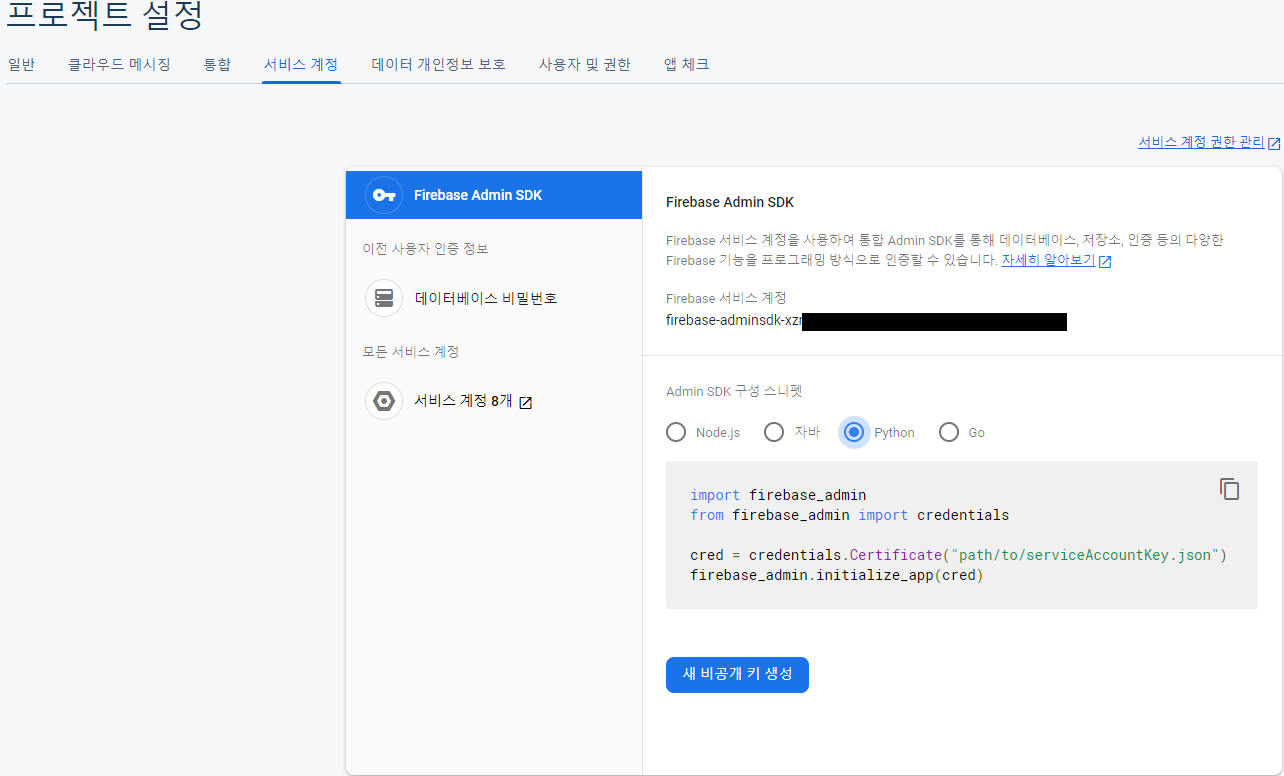 프로젝트 설정
일반 클라우드 메시징 통합 서비스 계정 데이터 개인정보 보호 사용자 및 권한 앱 체크
서비스 계정 권한 관리
Firebase Admin SDK
이전 사용자 인증 정보
데이터베이스 비밀번호
모든 서비스 계정
서비스 계정 8개
Firebase Admin SDK
Firebase 서비스 계정을 사용하여 통합 Admin SDK를 통해 데이터베이스, 저장소, 인증 등의 다양한
Firebase 기능을 프로그래밍 방식으로 인증할 수 있습니다. 자세히 알아보기
Firebase 서비스 계정
firebase-adminsdk-xzr
Admin SDK 구성 스니펫
Node.js 자바 Python Go
import firebase_admin
from firebase_admin import credentials
cred = credentials.Certificate("path/to/serviceAccountKey.json")
firebase_admin.initialize_app(cred)
새 비공개 키 생성